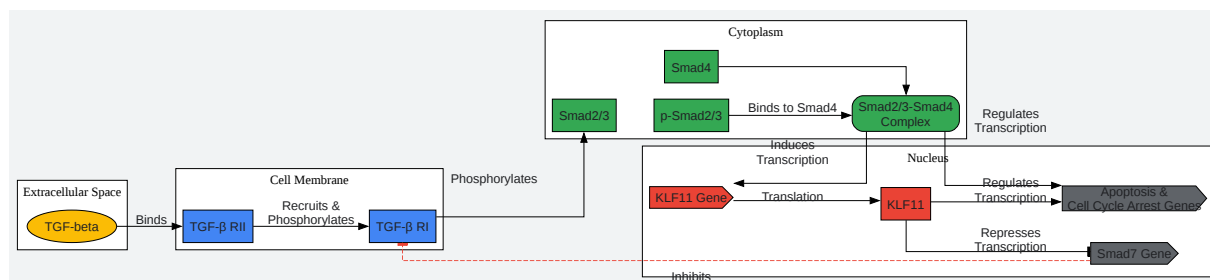 Extracellular Space
TGF-beta
Binds
Cell Membrane
TGF-β RII
Recruits &
Phosphorylates
TGF-β RI
Phosphorylates
Cytoplasm
Smad4
Smad2/3
p-Smad2/3
Binds to Smad4
Smad2/3-Smad4
Complex
Regulates
Transcription
Induces
Transcription
Nucleus
KLF11 Gene
Translation
KLF11
Regulates
Transcription
Apoptosis &
Cell Cycle Arrest Genes
Represses
Transcription
Smad7 Gene
Inhibits